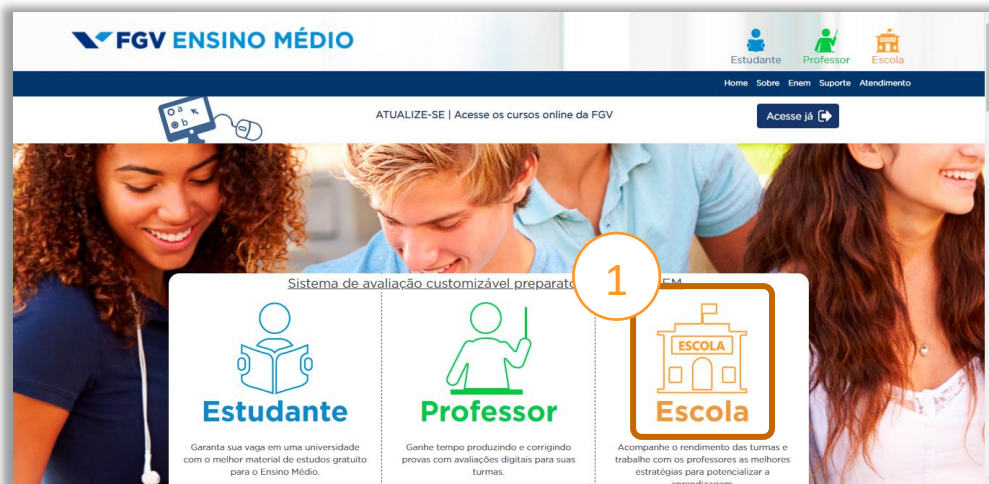 FGV ENSINO MÉDIO
Estudante Professor Escola
Home Sobre Enem Suporte Atendimento
ATUALIZE-SE | Acesse os cursos online da FGV
Acesse já
1
Sistema de avaliação customizável
ESCOLA
Estudante
Garanta sua vaga em uma universidade
com o melhor material de estudos gratuito
para o Ensino Médio.
Professor
Ganhe tempo produzindo e corrigindo
provas com avaliações digitais para suas
turmas.
Escola
Acompanhe o rendimento das turmas e
trabalhe com os professores as melhores
estratégias para potencializar a
aprendizagem